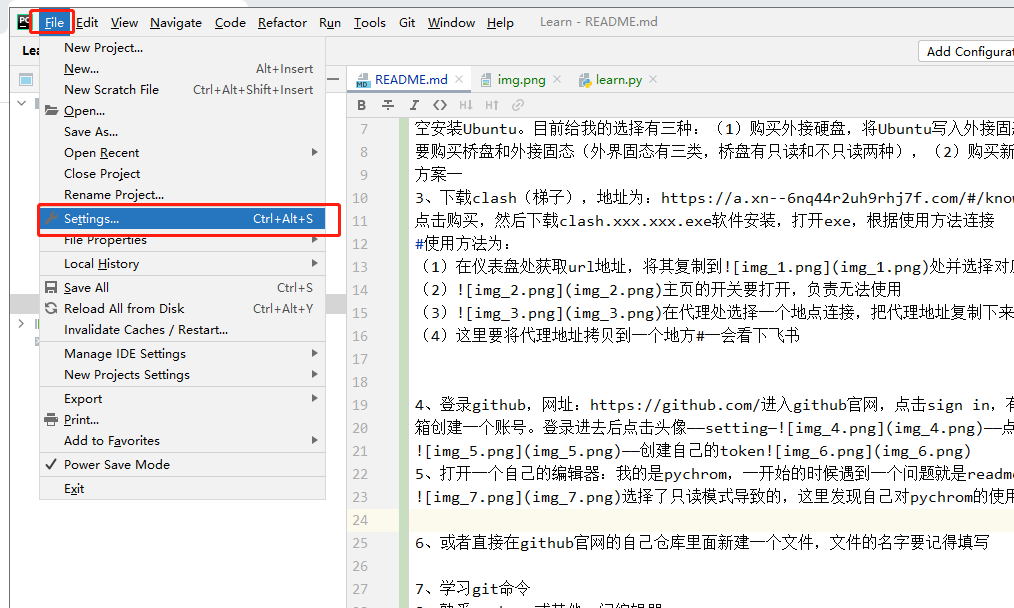 File Edit View Navigate Code Refactor Run Tools Git Window Help Learn - README.md
Lea
Add Configurat
New Project...
New... Alt+Insert
New Scratch File Ctrl+Alt+Shift+Insert
Open...
Save As...
Open Recent
Close Project
Rename Project...
Settings... Ctrl+Alt+S
File Properties
Local History
Save All Ctrl+S
Reload All from Disk Ctrl+Alt+Y
Invalidate Caches / Restart...
Manage IDE Settings
New Projects Settings
Export
Print...
Add to Favorites
Power Save Mode
Exit
README.md img.png learn.py
B I <> H↓ H↑
7 空安装Ubuntu。目前给我的选择有三种：（1）购买外接硬盘，将Ubuntu写入外接固态
8 要购买桥盘和外接固态（外界固态有三类，桥盘有只读和不只读两种），（2）购买新
9 方案一
10 3、下载clash（梯子），地址为：https://a.xn--6nq44r2uh9rhj7f.com/#/know
11 点击购买，然后下载clash.xxx.xxx.exe软件安装，打开exe，根据使用方法连接
12 #使用方法为：
13 （1）在仪表盘处获取url地址，将其复制到![img_1.png](img_1.png)处并选择对应
14 （2）![img_2.png](img_2.png)主页的开关要打开，负责无法使用
15 （3）![img_3.png](img_3.png)在代理处选择一个地点连接，把代理地址复制下来
16 （4）这里要将代理地址拷贝到一个地方#一会看下飞书
17
18
19 4、登录github，网址：https://github.com/进入github官网，点击sign in，有
20 箱创建一个账号。登录进去后点击头像——setting—![img_4.png](img_4.png)——点
21 ![img_5.png](img_5.png)——创建自己的token![img_6.png](img_6.png)
22 5、打开一个自己的编辑器：我的是pychrom，一开始的时候遇到一个问题就是readme
23 ![img_7.png](img_7.png)选择了只读模式导致的，这里发现自己对pychrom的使用
24
25 6、或者直接在github官网的自己仓库里面新建一个文件，文件的名字要记得填写
26
27 7、学习git命令